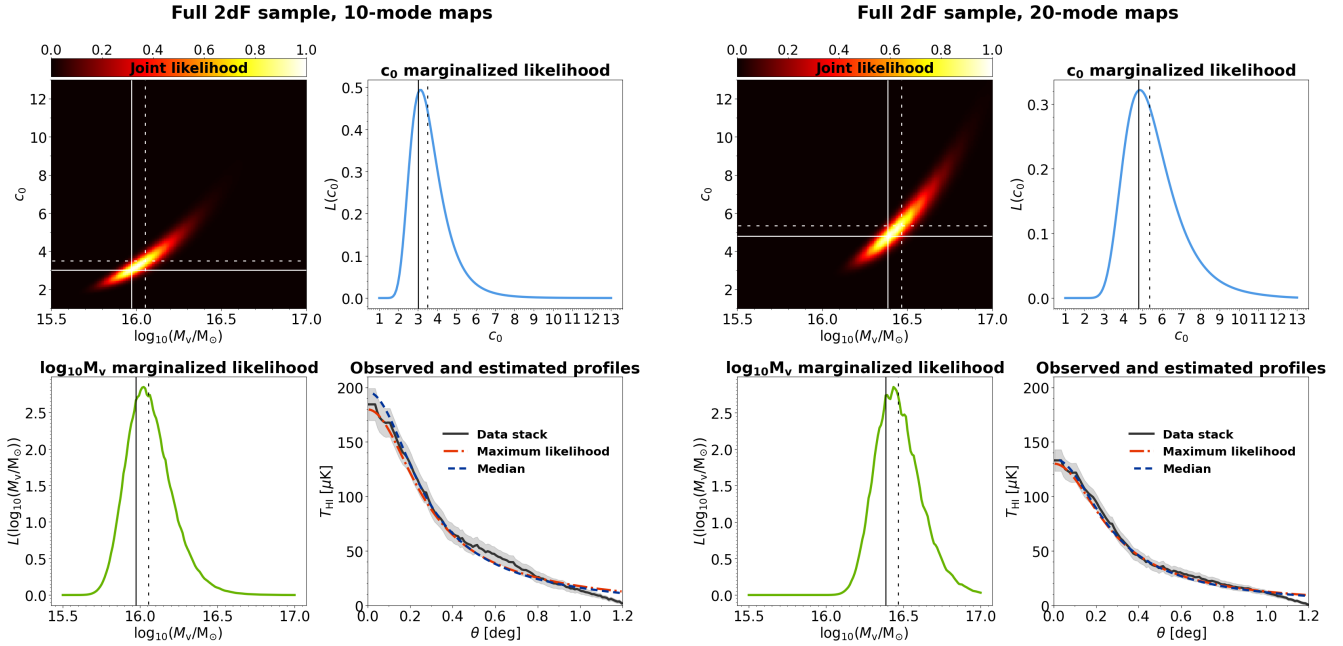 Full 2dF sample, 10-mode maps
0.0 0.2 0.4 0.6 0.8 1.0
Joint likelihood
12
10
8
6
4
2
c₀
15.5 16.0 16.5 17.0
log₁₀(Mᵥ/M☉)
c₀ marginalized likelihood
0.5
0.4
0.3
0.2
0.1
0.0
L(c₀)
1 2 3 4 5 6 7 8 9 10 11 12 13
c₀
log₁₀Mᵥ marginalized likelihood
2.5
2.0
1.5
1.0
0.5
0.0
L(log₁₀(Mᵥ/M☉))
15.5 16.0 16.5 17.0
log₁₀(Mᵥ/M☉)
Observed and estimated profiles
200
150
100
50
0
T_HI [μK]
Data stack
Maximum likelihood
Median
0.0 0.2 0.4 0.6 0.8 1.0 1.2
θ [deg]
Full 2dF sample, 20-mode maps
0.0 0.2 0.4 0.6 0.8 1.0
Joint likelihood
12
10
8
6
4
2
c₀
15.5 16.0 16.5 17.0
log₁₀(Mᵥ/M☉)
c₀ marginalized likelihood
0.3
0.2
0.1
0.0
L(c₀)
1 2 3 4 5 6 7 8 9 10 11 12 13
c₀
log₁₀Mᵥ marginalized likelihood
2.5
2.0
1.5
1.0
0.5
0.0
L(log₁₀(Mᵥ/M☉))
15.5 16.0 16.5 17.0
log₁₀(Mᵥ/M☉)
Observed and estimated profiles
200
150
100
50
0
T_HI [μK]
Data stack
Maximum likelihood
Median
0.0 0.2 0.4 0.6 0.8 1.0 1.2
θ [deg]